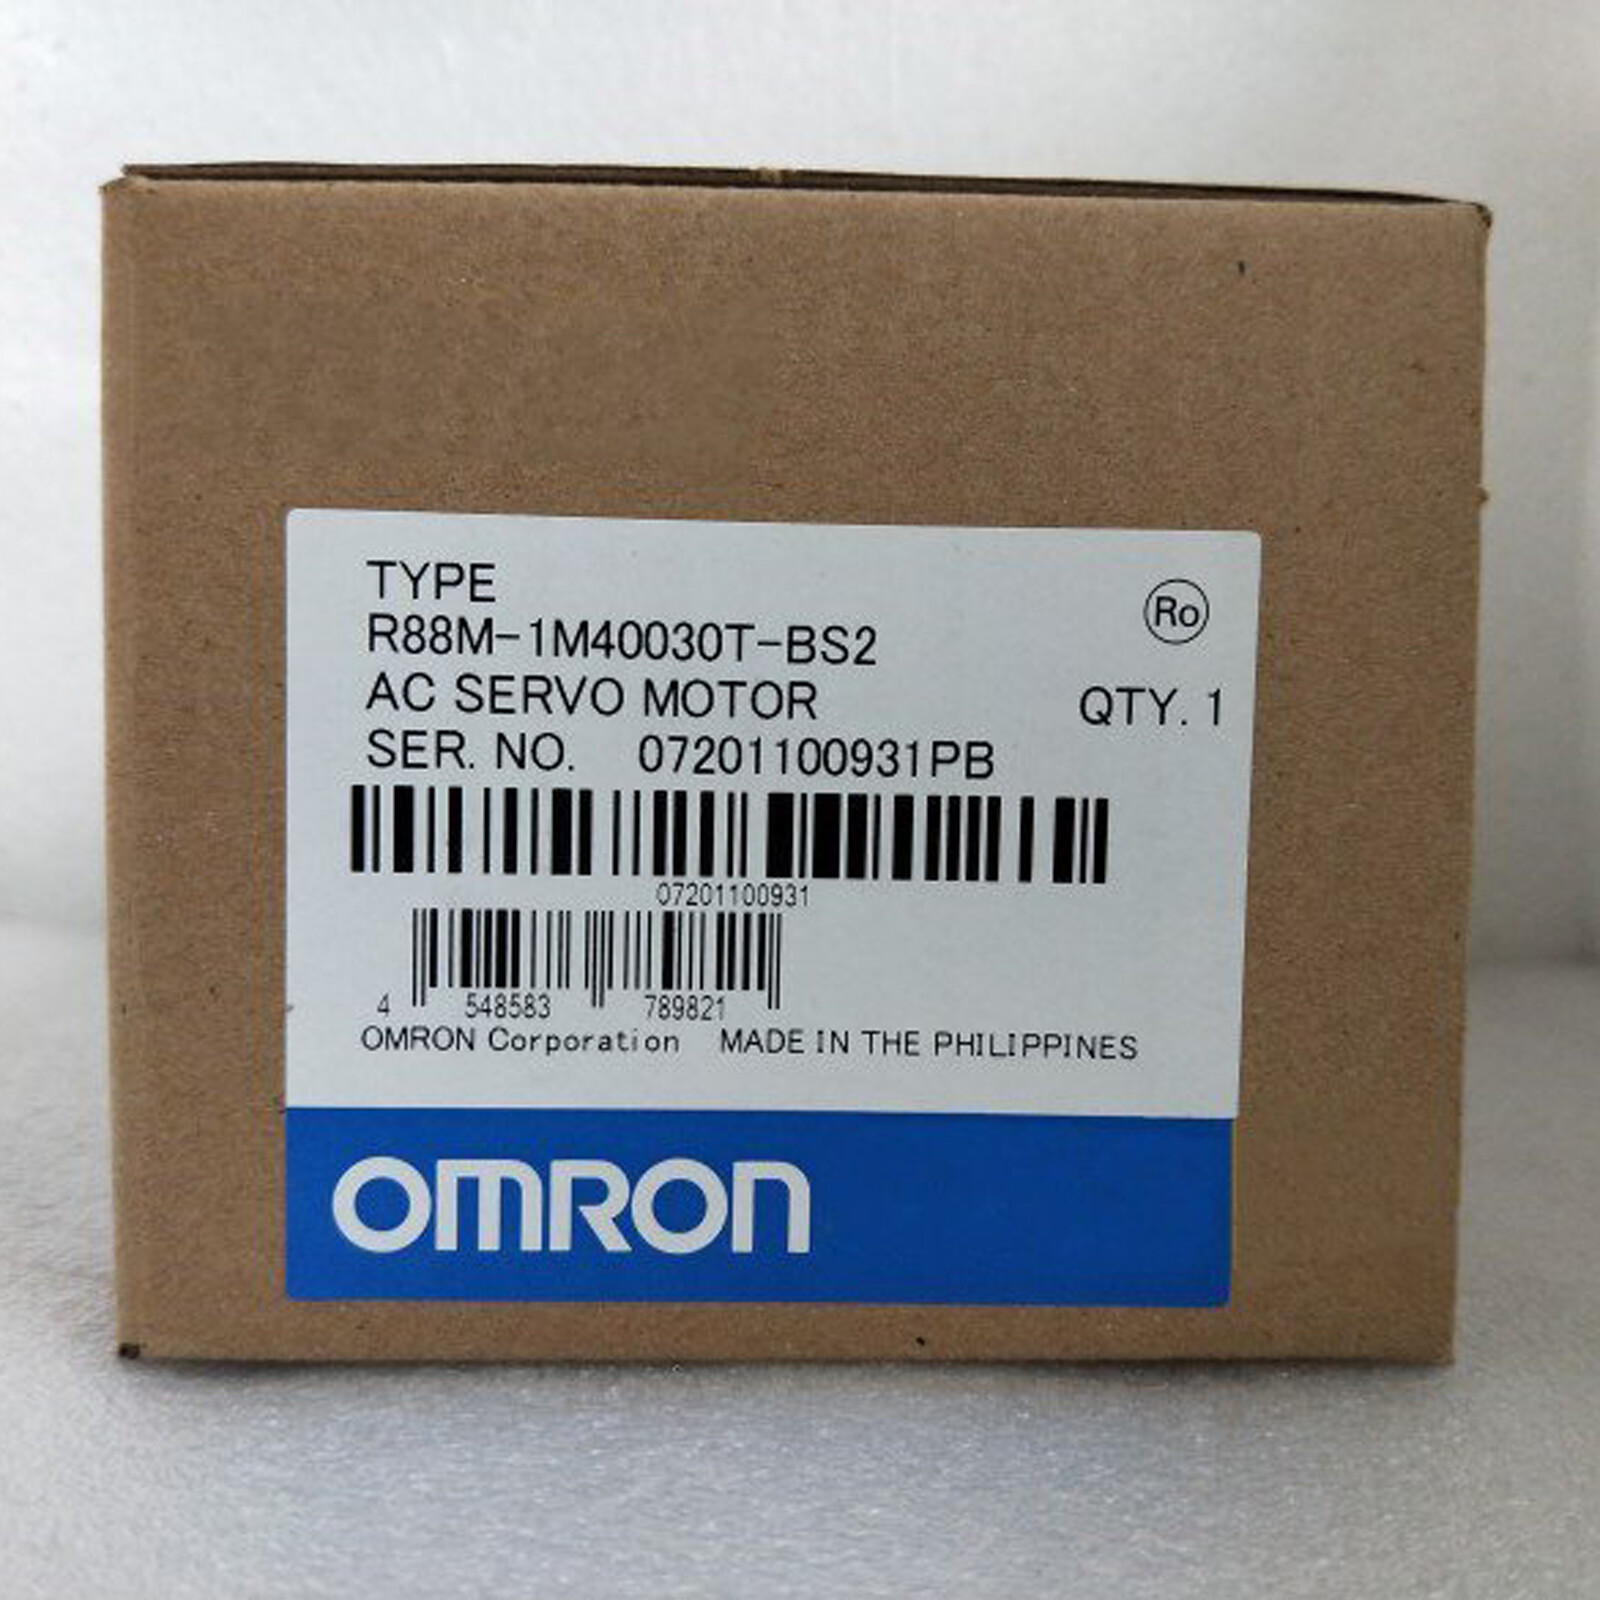 TYPE
Ro
R88M-1M40030T-BS2
AC SERVO MOTOR QTY. 1
SER. NO. 07201100931PB
07201100931
4 548583 789821
OMRON Corporation MADE IN THE PHILIPPINES
OMRON